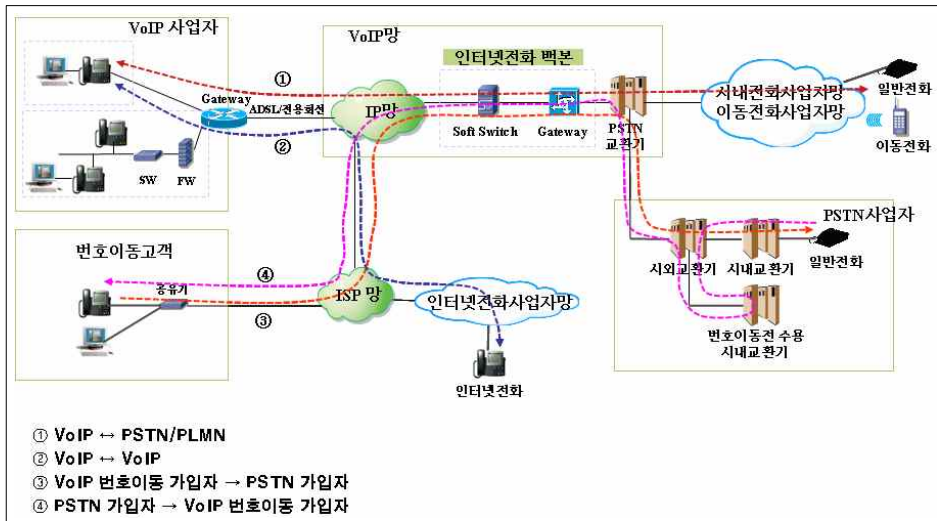 VoIP 사업자
VoIP망
인터넷전화 백본
①
Gateway
ADSL/전용회선
IP망
②
Soft Switch
Gateway
PSTN
교환기
시내전화사업자망
이동전화사업자망
일반전화
이동전화
SW
FW
PSTN사업자
번호이동고객
시외교환기
시내교환기
일반전화
④
공유기
ISP 망
③
인터넷전화사업자망
번호이동전 수용
시내교환기
인터넷전화
① VoIP ↔ PSTN/PLMN
② VoIP ↔ VoIP
③ VoIP 번호이동 가입자 → PSTN 가입자
④ PSTN 가입자 → VoIP 번호이동 가입자